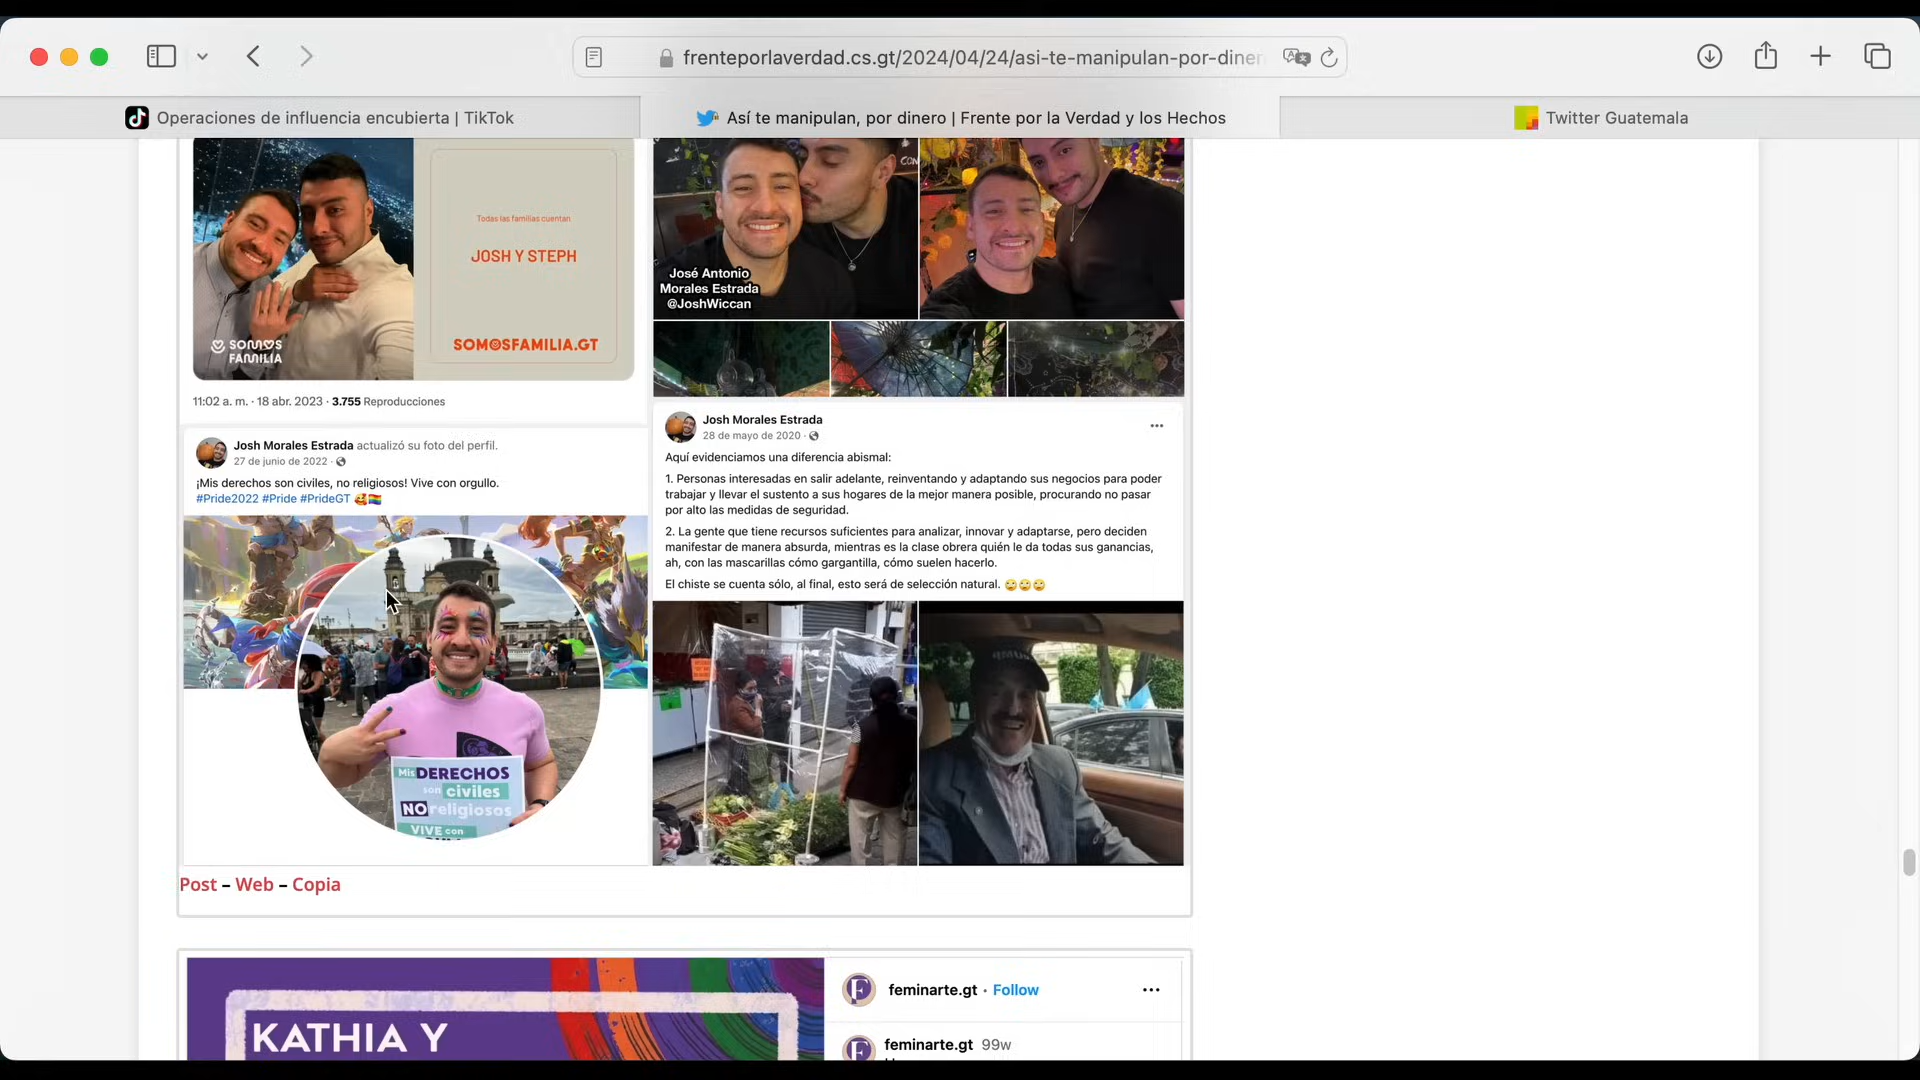 frenteporlaverdad.cs.gt/2024/04/24/asi-te-manipulan-por-diner
Operaciones de influencia encubierta | TikTok
Así te manipulan, por dinero | Frente por la Verdad y los Hechos
Twitter Guatemala
Todas las familias cuentan
JOSH Y STEPH
SOMOS
FAMILIA
SOMOSFAMILIA.GT
11:02 a. m. · 18 abr. 2023 · 3.755 Reproducciones
José Antonio
Morales Estrada
@JoshWiccan
Josh Morales Estrada actualizó su foto del perfil.
27 de junio de 2022 ·
¡Mis derechos son civiles, no religiosos! Vive con orgullo.
#Pride2022 #Pride #PrideGT 🥰🏳️‍🌈
Mis DERECHOS
son civiles
NO religiosos
VIVE con
Josh Morales Estrada
28 de mayo de 2020 ·
Aquí evidenciamos una diferencia abismal:
1. Personas interesadas en salir adelante, reinventando y adaptando sus negocios para poder
trabajar y llevar el sustento a sus hogares de la mejor manera posible, procurando no pasar
por alto las medidas de seguridad.
2. La gente que tiene recursos suficientes para analizar, innovar y adaptarse, pero deciden
manifestar de manera absurda, mientras es la clase obrera quién le da todas sus ganancias,
ah, con las mascarillas cómo gargantilla, cómo suelen hacerlo.
El chiste se cuenta sólo, al final, esto será de selección natural. 🙄🙄🙄
Post – Web – Copia
KATHIA Y
feminarte.gt · Follow
feminarte.gt 99w